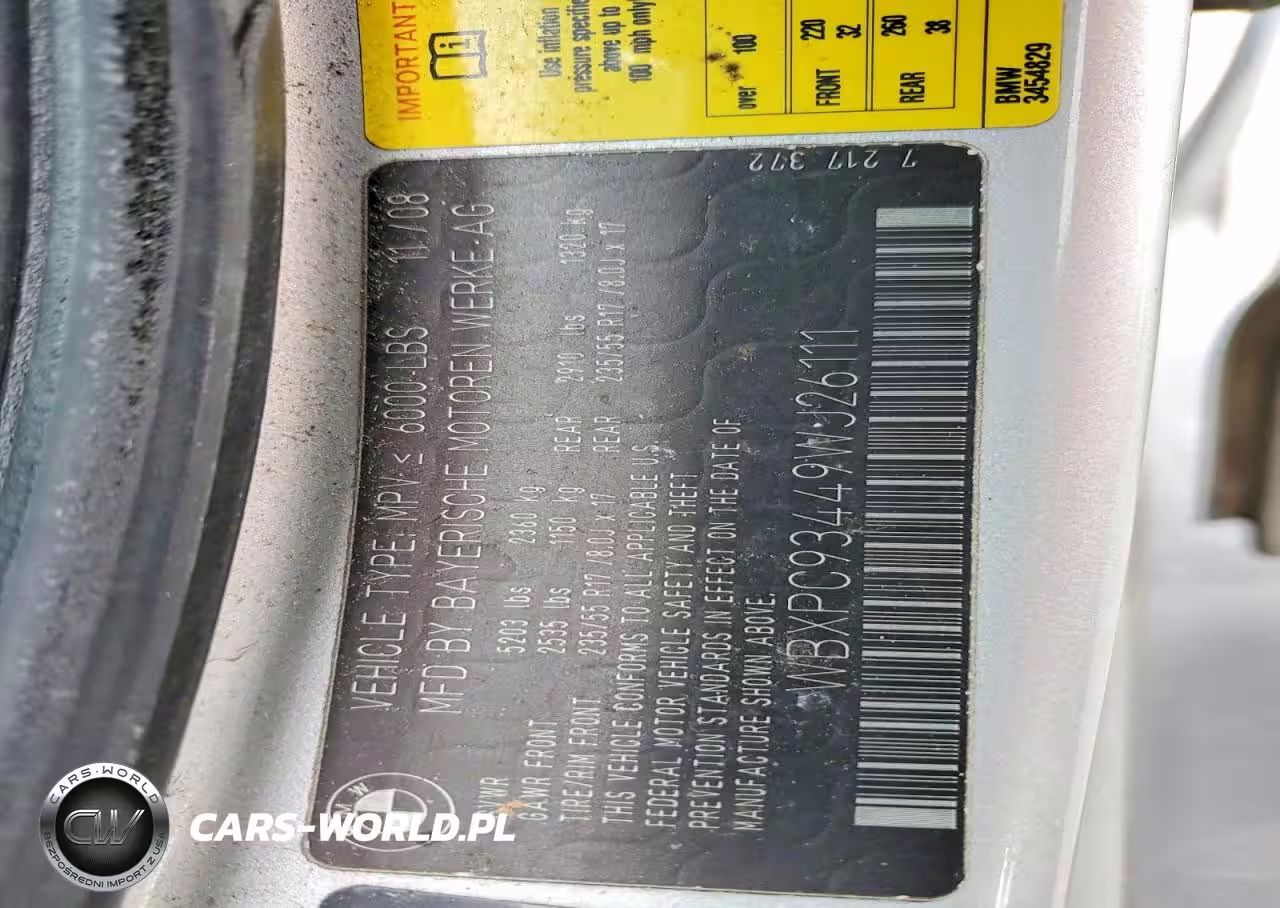 IMPORTANT
Use inflation
pressure specified
above up to
100 mph only
over 100
FRONT 220
32
REAR 260
38
BMW
3454829
7 217 372
VEHICLE TYPE: MPV ≤ 6000 LBS 11/08
MFD BY BAYERISCHE MOTOREN WERKE AG
GVWR 5203 lbs 2360 kg
GAWR FRONT 2535 lbs 1150 kg REAR 2910 lbs 1320 kg
TIRE/RIM FRONT 235/55 R17 /8.0J x 17 REAR 235/55 R17 /8.0J x 17
THIS VEHICLE CONFORMS TO ALL APPLICABLE U.S.
FEDERAL MOTOR VEHICLE SAFETY AND THEFT
PREVENTION STANDARDS IN EFFECT ON THE DATE OF
MANUFACTURE SHOWN ABOVE.
WBXPC93449WJ26111
BMW
CARS-WORLD
CW
BEZPOŚREDNI IMPORT Z USA
CARS-WORLD.PL